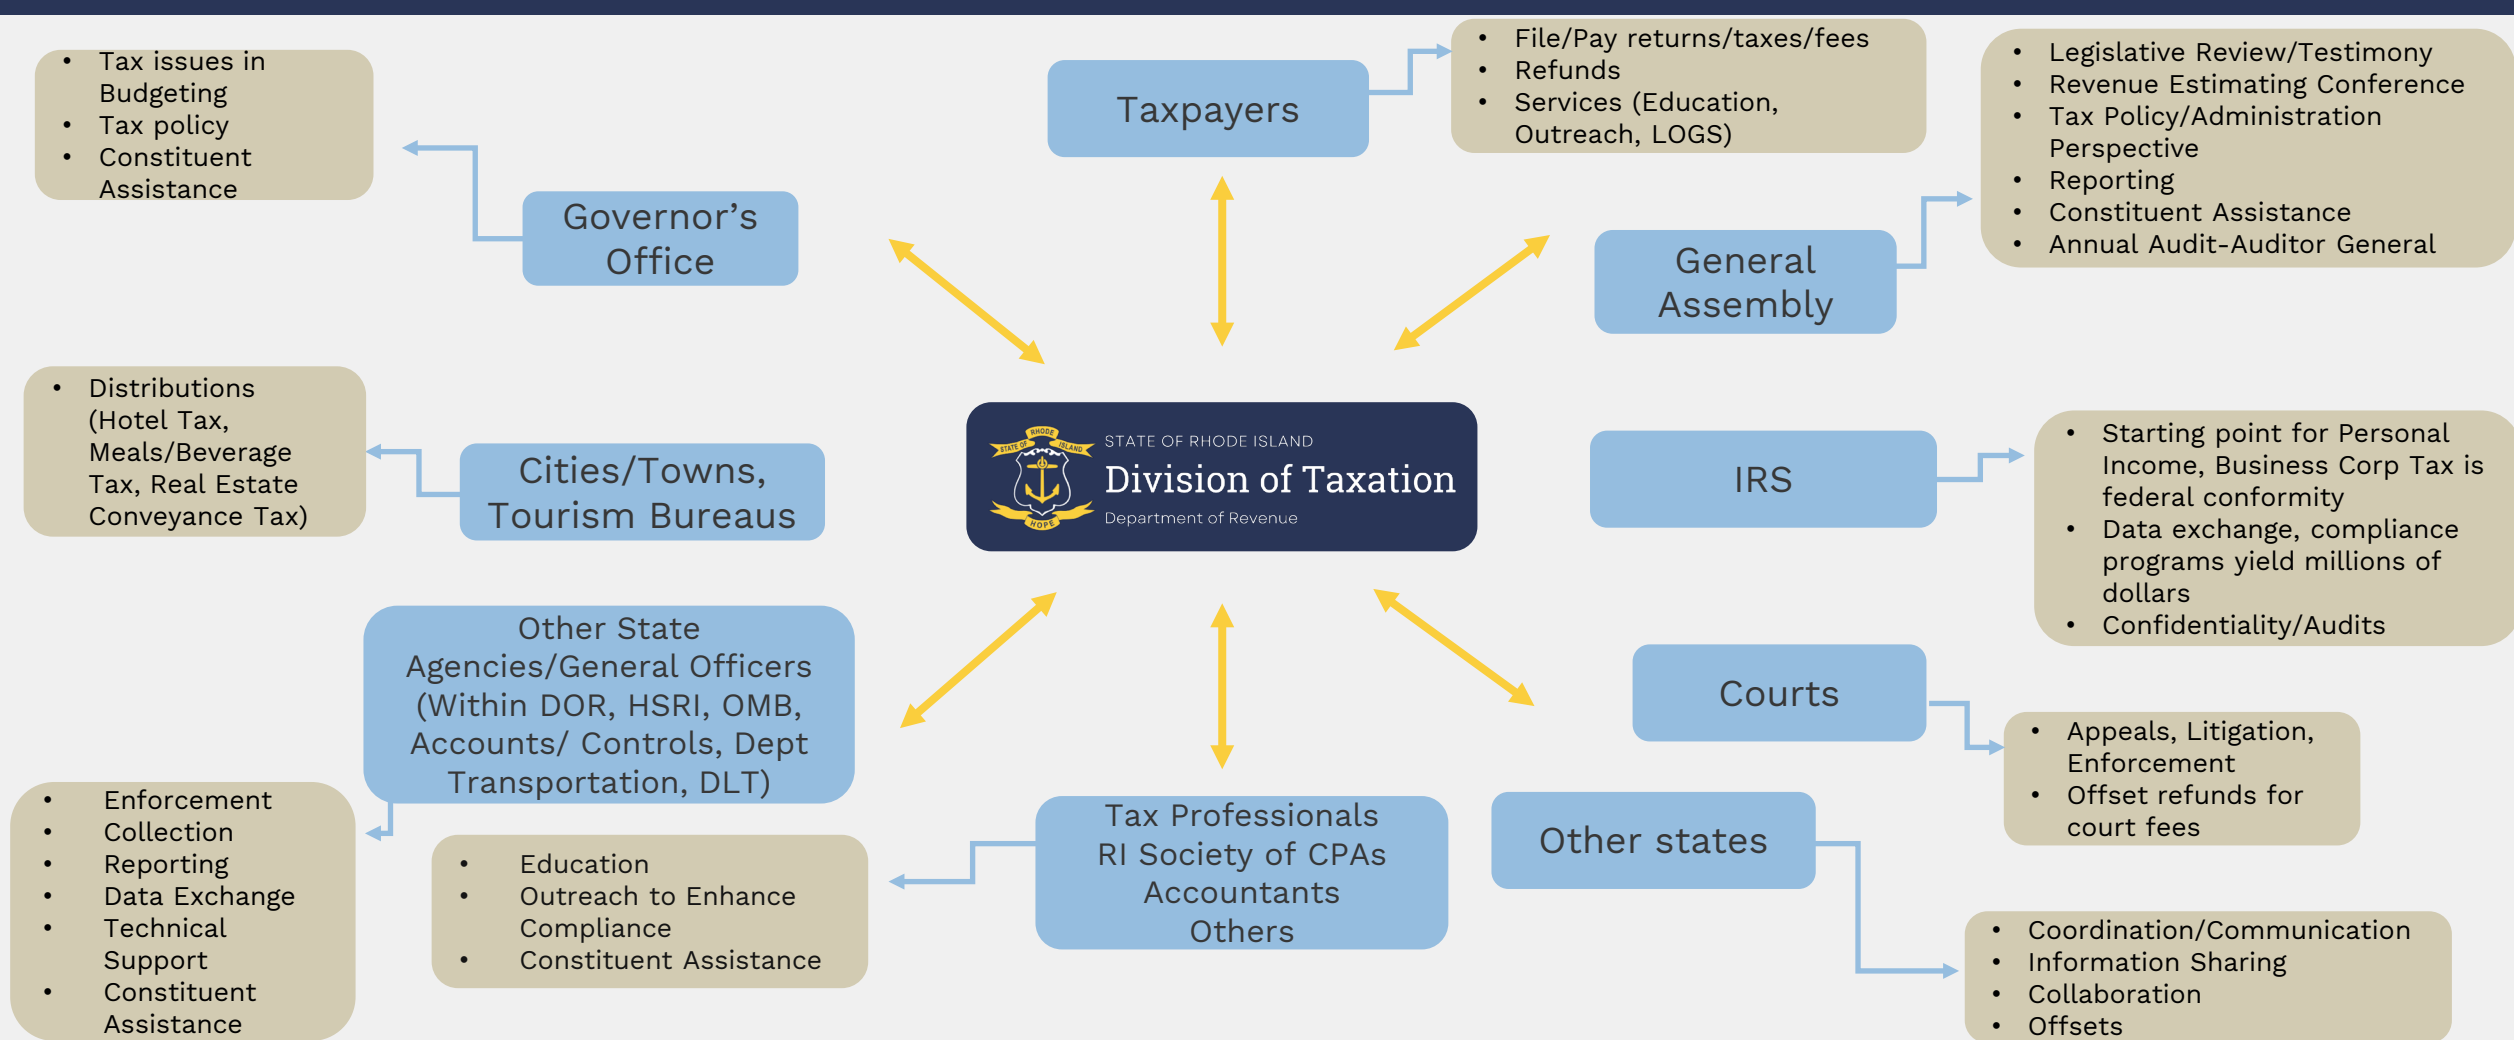 • Tax issues in
Budgeting
• Tax policy
• Constituent
Assistance
Governor’s
Office
Taxpayers
• File/Pay returns/taxes/fees
• Refunds
• Services (Education,
Outreach, LOGS)
General
Assembly
• Legislative Review/Testimony
• Revenue Estimating Conference
• Tax Policy/Administration
Perspective
• Reporting
• Constituent Assistance
• Annual Audit-Auditor General
• Distributions
(Hotel Tax,
Meals/Beverage
Tax, Real Estate
Conveyance Tax)
Cities/Towns,
Tourism Bureaus
STATE OF RHODE ISLAND
HOPE
STATE OF RHODE ISLAND
Division of Taxation
Department of Revenue
IRS
• Starting point for Personal
Income, Business Corp Tax is
federal conformity
• Data exchange, compliance
programs yield millions of
dollars
• Confidentiality/Audits
Other State
Agencies/General Officers
(Within DOR, HSRI, OMB,
Accounts/ Controls, Dept
Transportation, DLT)
• Enforcement
• Collection
• Reporting
• Data Exchange
• Technical
Support
• Constituent
Assistance
• Education
• Outreach to Enhance
Compliance
• Constituent Assistance
Tax Professionals
RI Society of CPAs
Accountants
Others
Courts
• Appeals, Litigation,
Enforcement
• Offset refunds for
court fees
Other states
• Coordination/Communication
• Information Sharing
• Collaboration
• Offsets